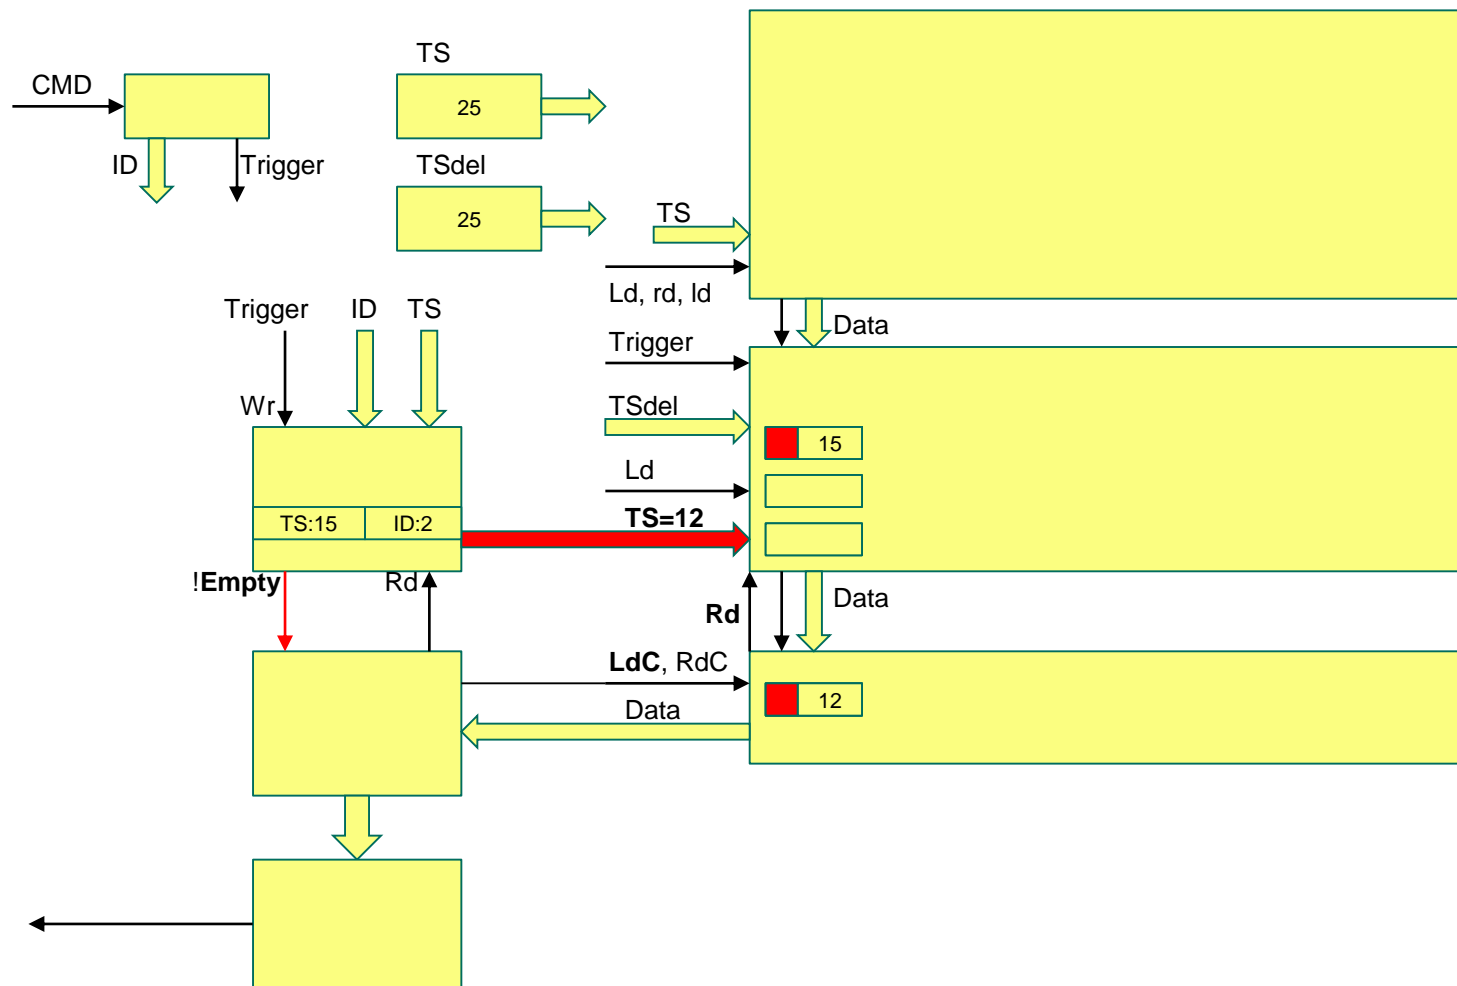 TS
CMD
25
ID
Trigger
TSdel
25
TS
Ld, rd, ld
Trigger
ID
TS
Data
Trigger
Wr
TSdel
15
Ld
TS:15
ID:2
TS=12
!Empty
Rd
Data
Rd
LdC, RdC
12
Data